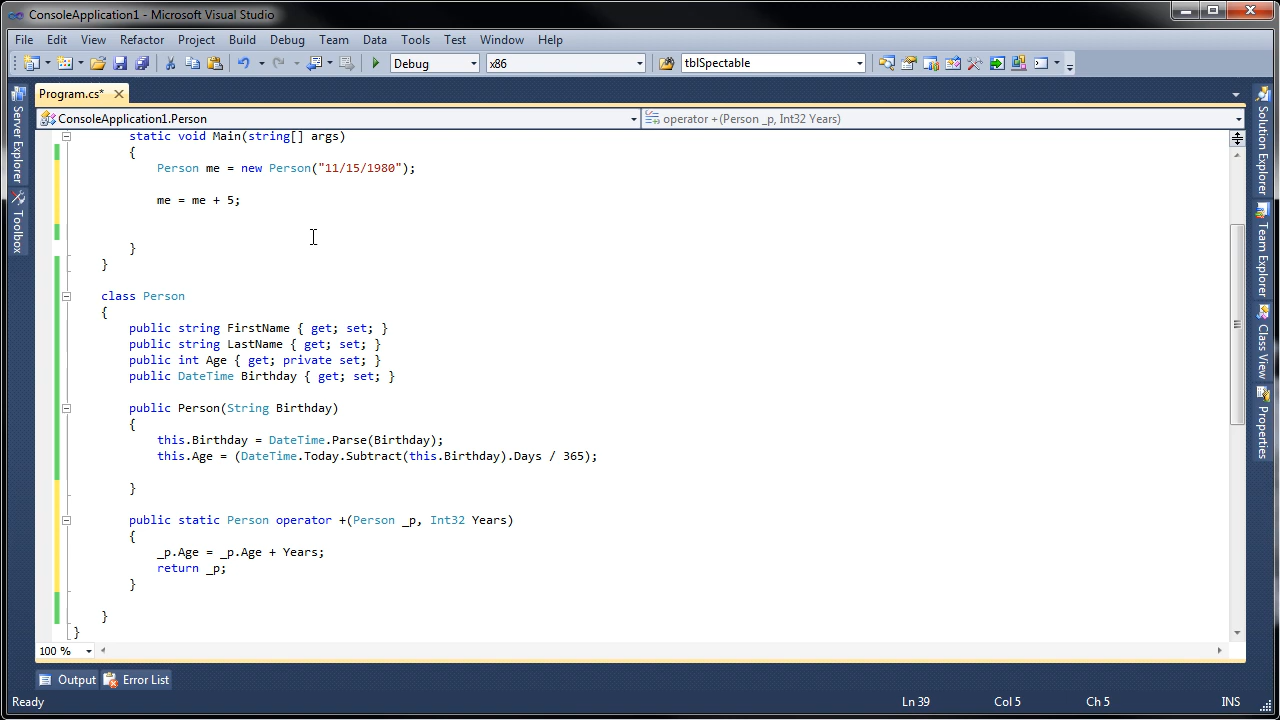 ConsoleApplication1 - Microsoft Visual Studio
File Edit View Refactor Project Build Debug Team Data Tools Test Window Help
Debug x86 tblSpectable
Program.cs*
ConsoleApplication1.Person operator +(Person _p, Int32 Years)
Server Explorer
Toolbox
static void Main(string[] args)
{
Person me = new Person("11/15/1980");
me = me + 5;
}
}
class Person
{
public string FirstName { get; set; }
public string LastName { get; set; }
public int Age { get; private set; }
public DateTime Birthday { get; set; }
public Person(String Birthday)
{
this.Birthday = DateTime.Parse(Birthday);
this.Age = (DateTime.Today.Subtract(this.Birthday).Days / 365);
}
public static Person operator +(Person _p, Int32 Years)
{
_p.Age = _p.Age + Years;
return _p;
}
}
}
Solution Explorer
Team Explorer
Class View
Properties
100 %
Output Error List
Ready Ln 39 Col 5 Ch 5 INS